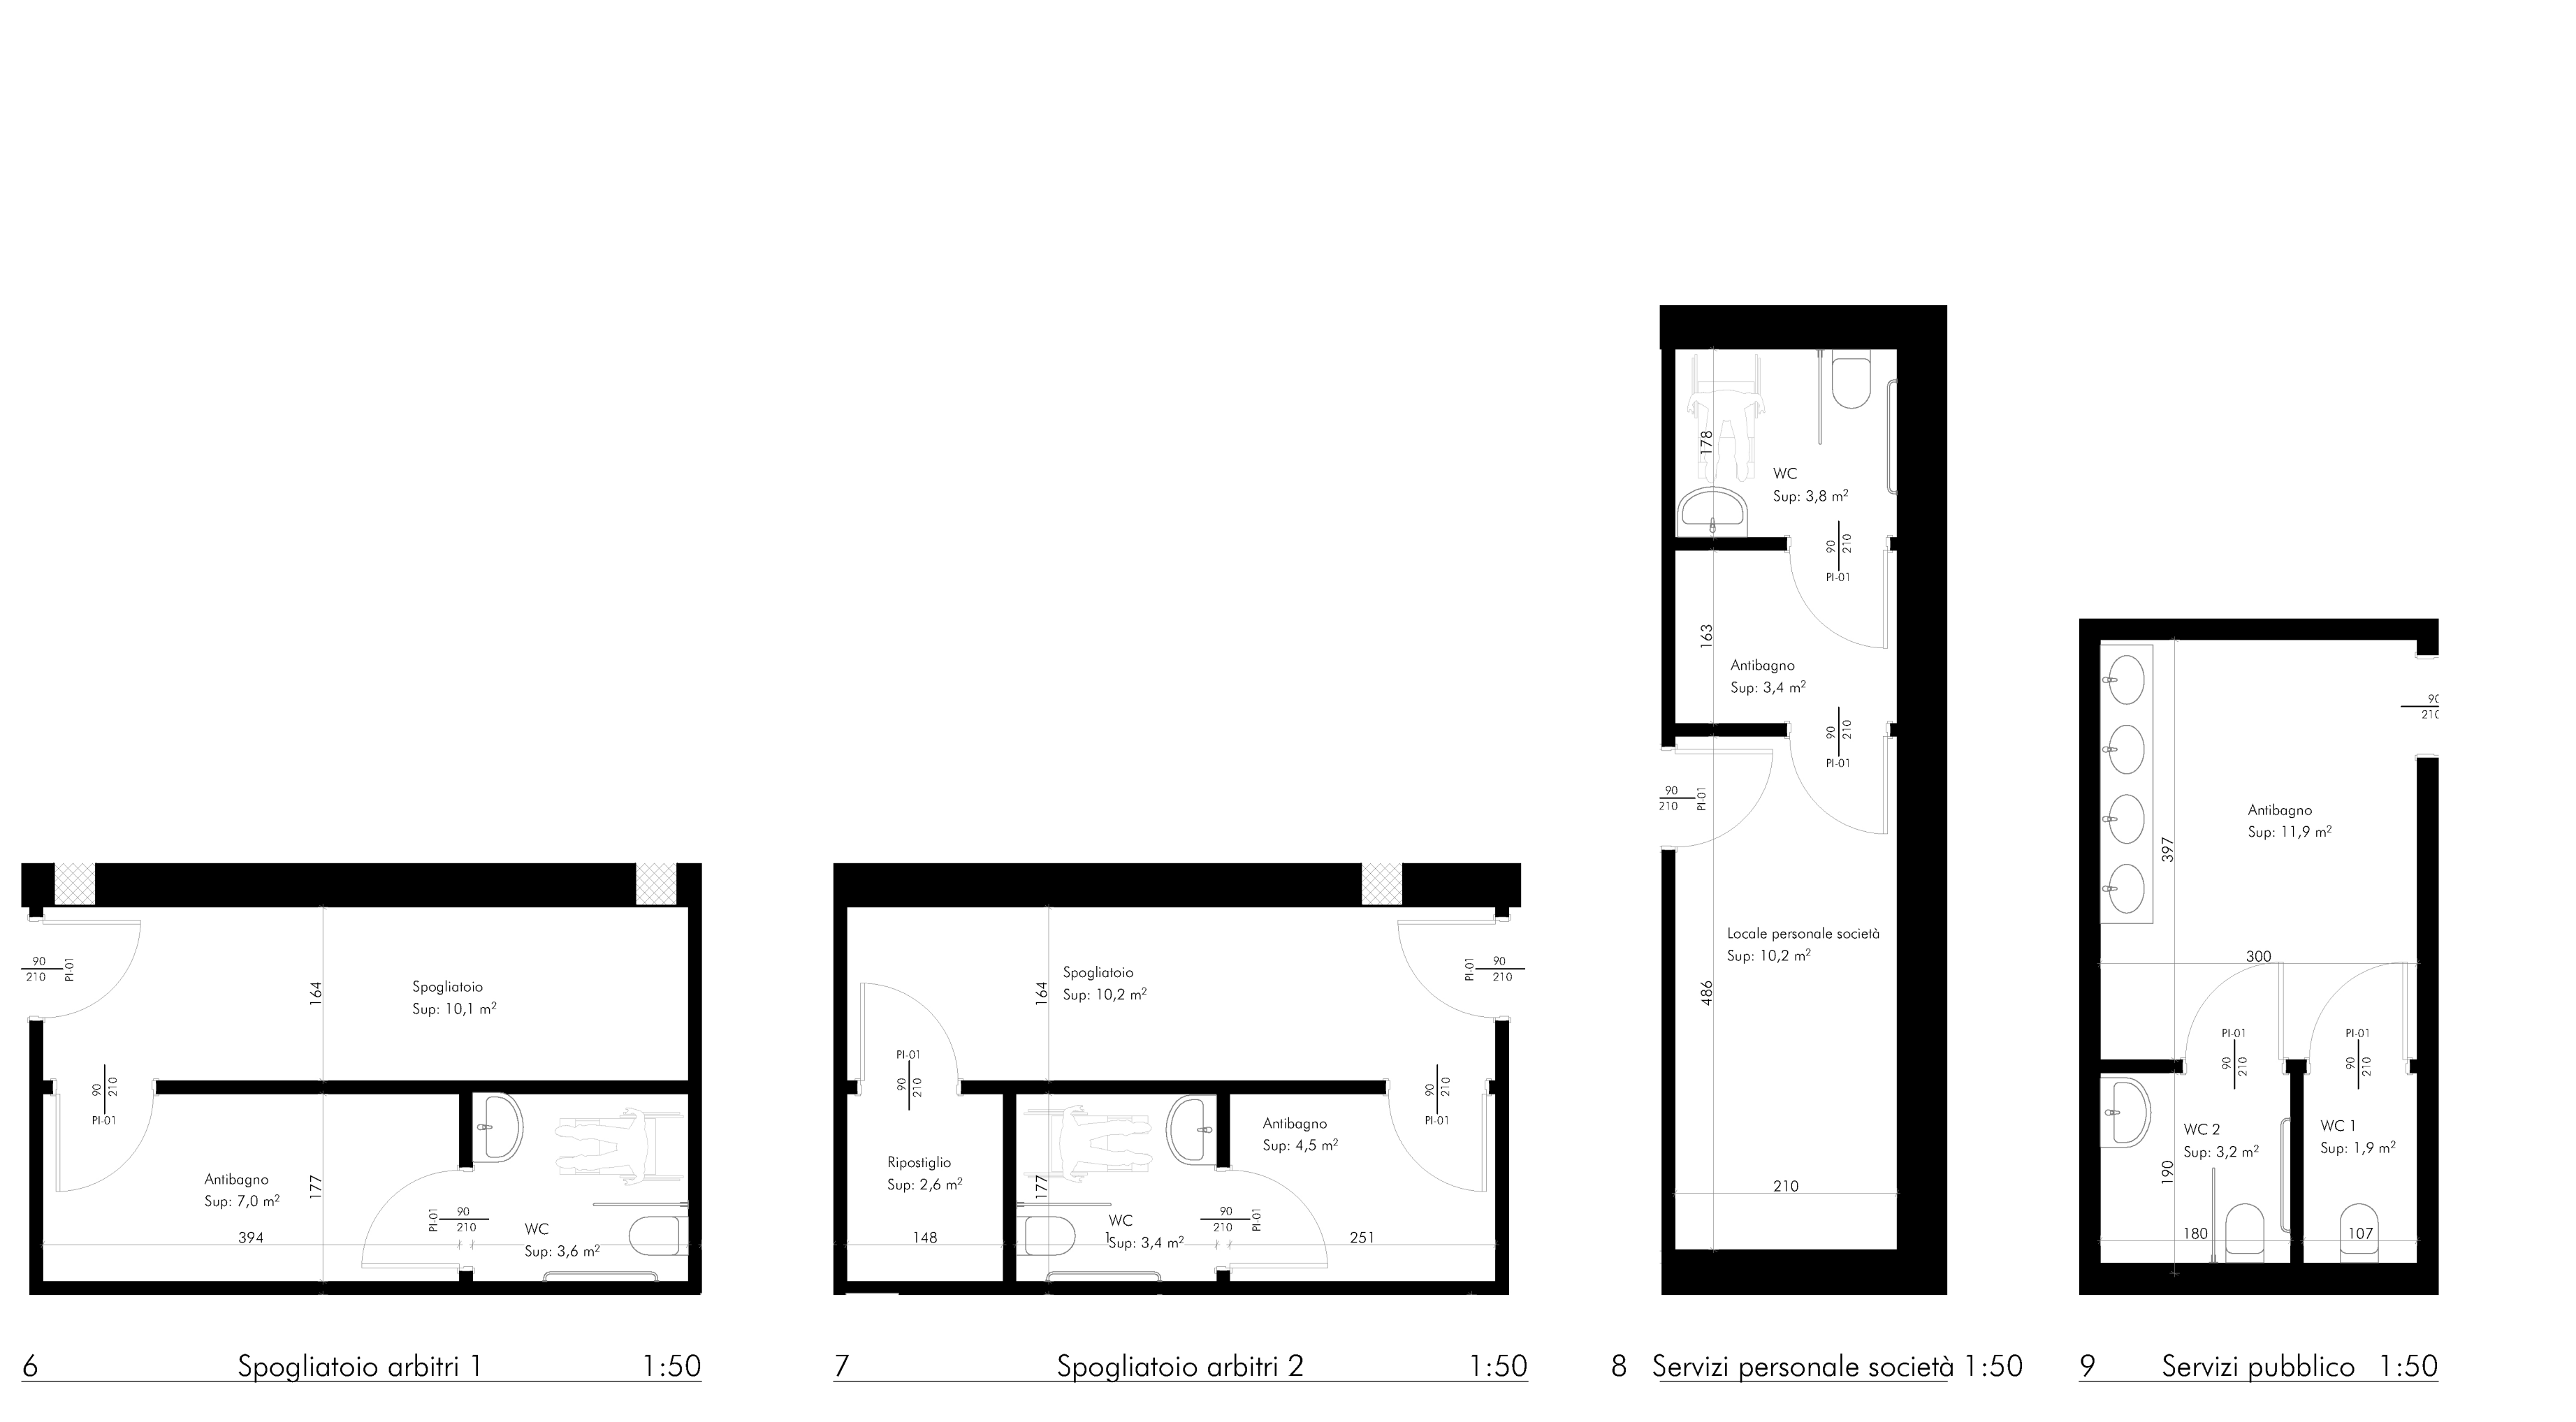 90
210
PI-01
164
Spogliatoio
Sup: 10,1 m²
90
210
PI-01
Antibagno
Sup: 7,0 m²
177
394
PI-01
90
210
WC
Sup: 3,6 m²
6 Spogliatoio arbitri 1 1:50
Spogliatoio
Sup: 10,2 m²
164
PI-01
90
210
PI-01
90
210
90
210
PI-01
Ripostiglio
Sup: 2,6 m²
148
177
WC
Sup: 3,4 m²
90
210
PI-01
Antibagno
Sup: 4,5 m²
251
7 Spogliatoio arbitri 2 1:50
178
WC
Sup: 3,8 m²
90
210
PI-01
163
Antibagno
Sup: 3,4 m²
90
210
PI-01
90
210
PI-01
Locale personale società
Sup: 10,2 m²
486
210
8 Servizi personale società 1:50
90
210
Antibagno
Sup: 11,9 m²
397
300
PI-01
90
210
PI-01
90
210
WC 2
Sup: 3,2 m²
WC 1
Sup: 1,9 m²
190
180
107
9 Servizi pubblico 1:50